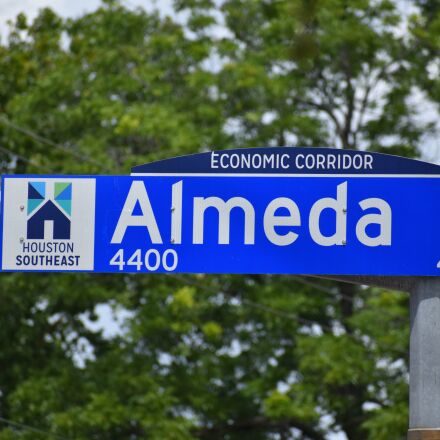 ECONOMIC CORRIDOR
Almeda
4400
HOUSTON
SOUTHEAST